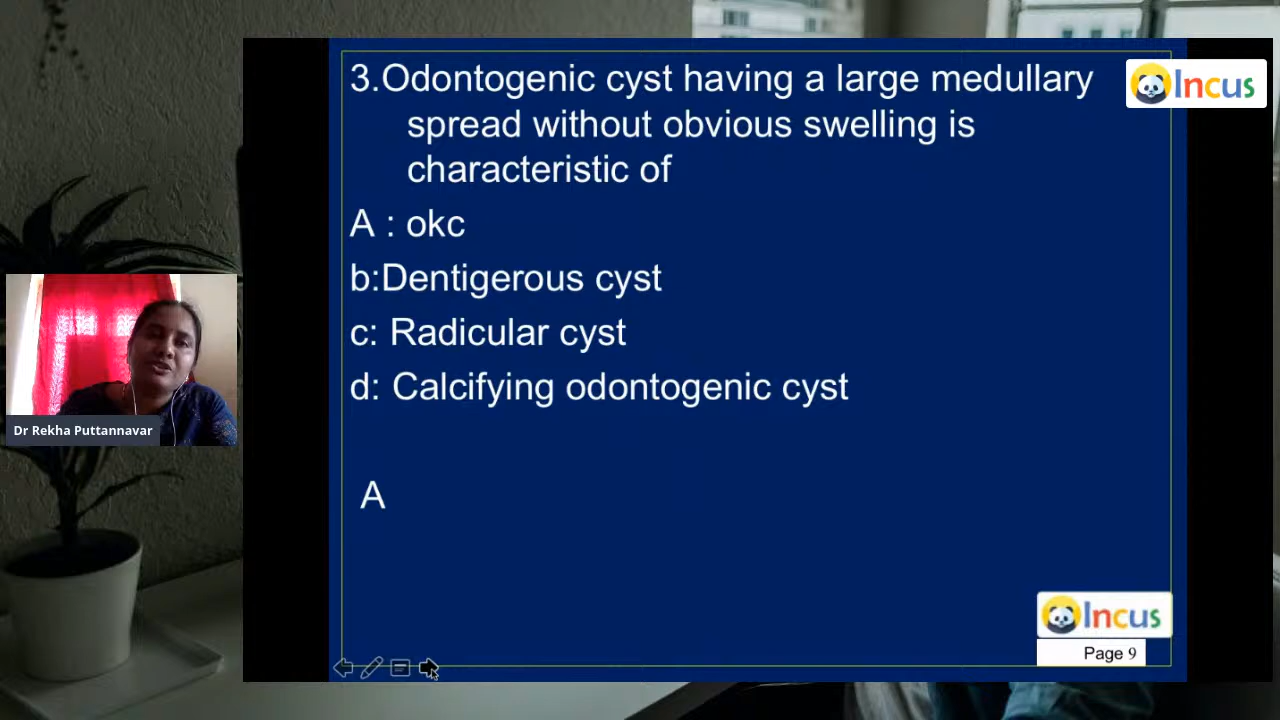 3.Odontogenic cyst having a large medullary
spread without obvious swelling is
characteristic of
A : okc
b:Dentigerous cyst
c: Radicular cyst
d: Calcifying odontogenic cyst
A
Incus
Dr Rekha Puttannavar
Incus
Page 9